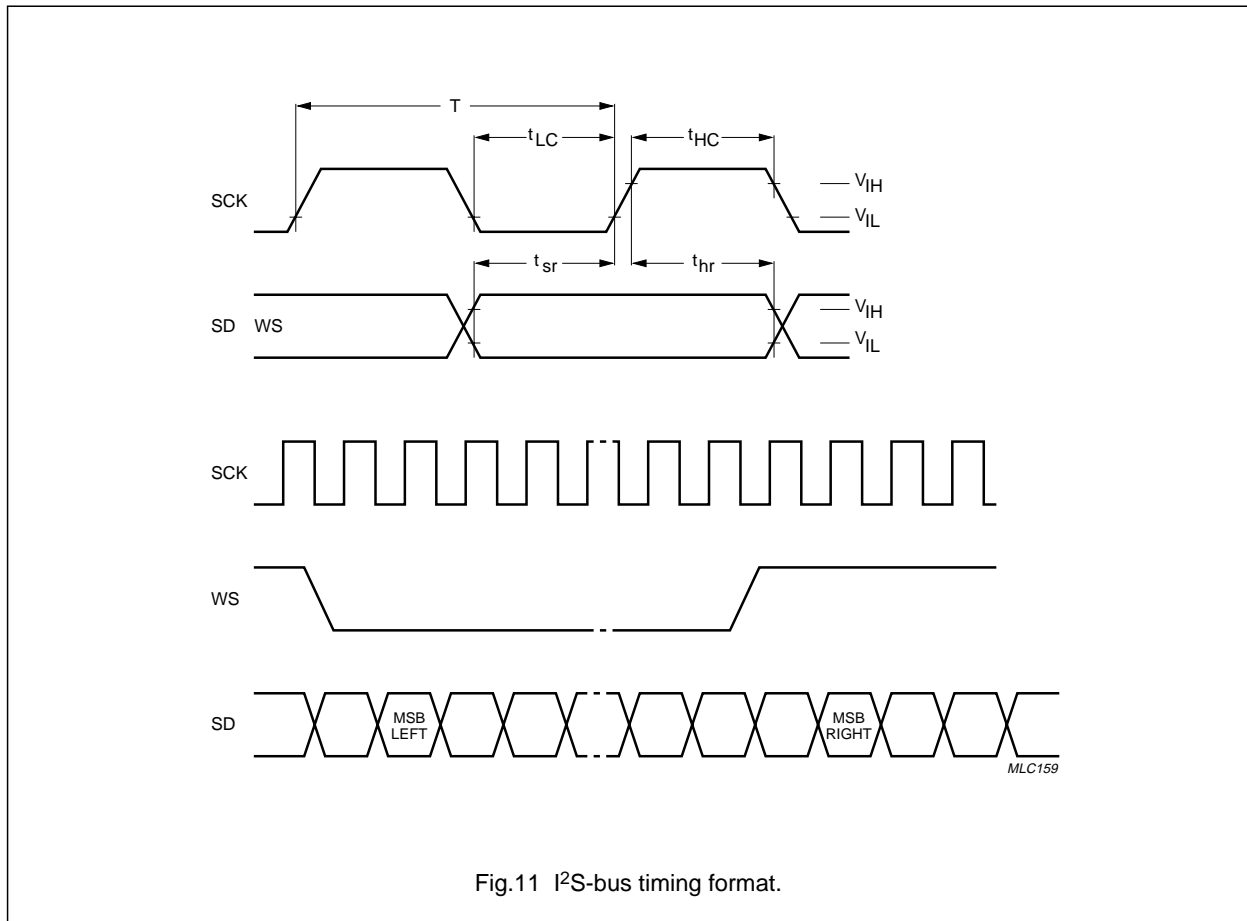 T
tLC
tHC
SCK
VIH
VIL
tsr
thr
SD WS
VIH
VIL
SCK
WS
SD
MSB
LEFT
MSB
RIGHT
MLC159
Fig.11 I²S-bus timing format.